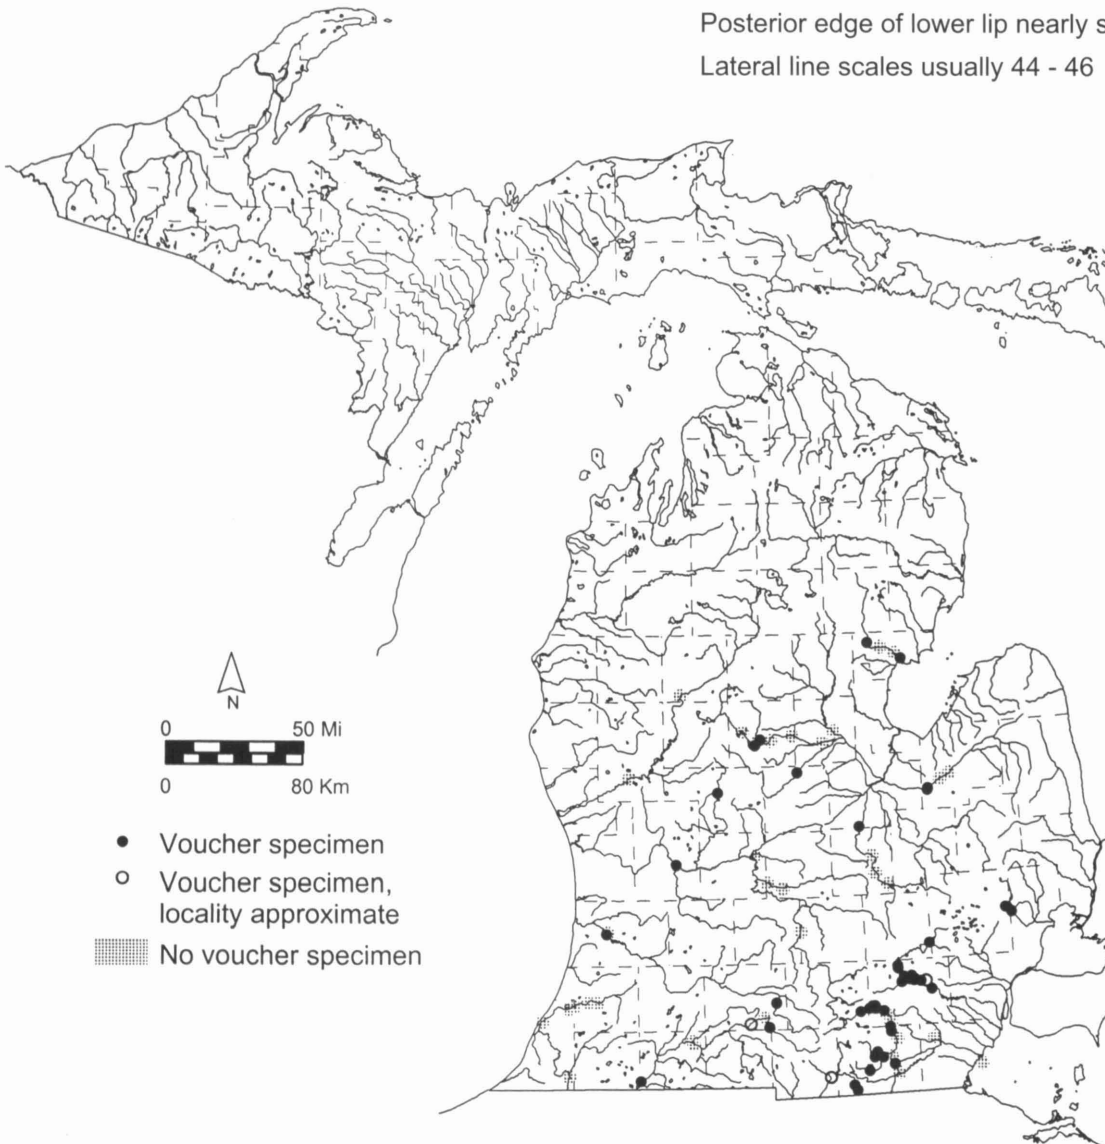 Posterior edge of lower lip nearly s
Lateral line scales usually 44 - 46
N
0 50 Mi
0 80 Km
Voucher specimen
Voucher specimen,
locality approximate
No voucher specimen